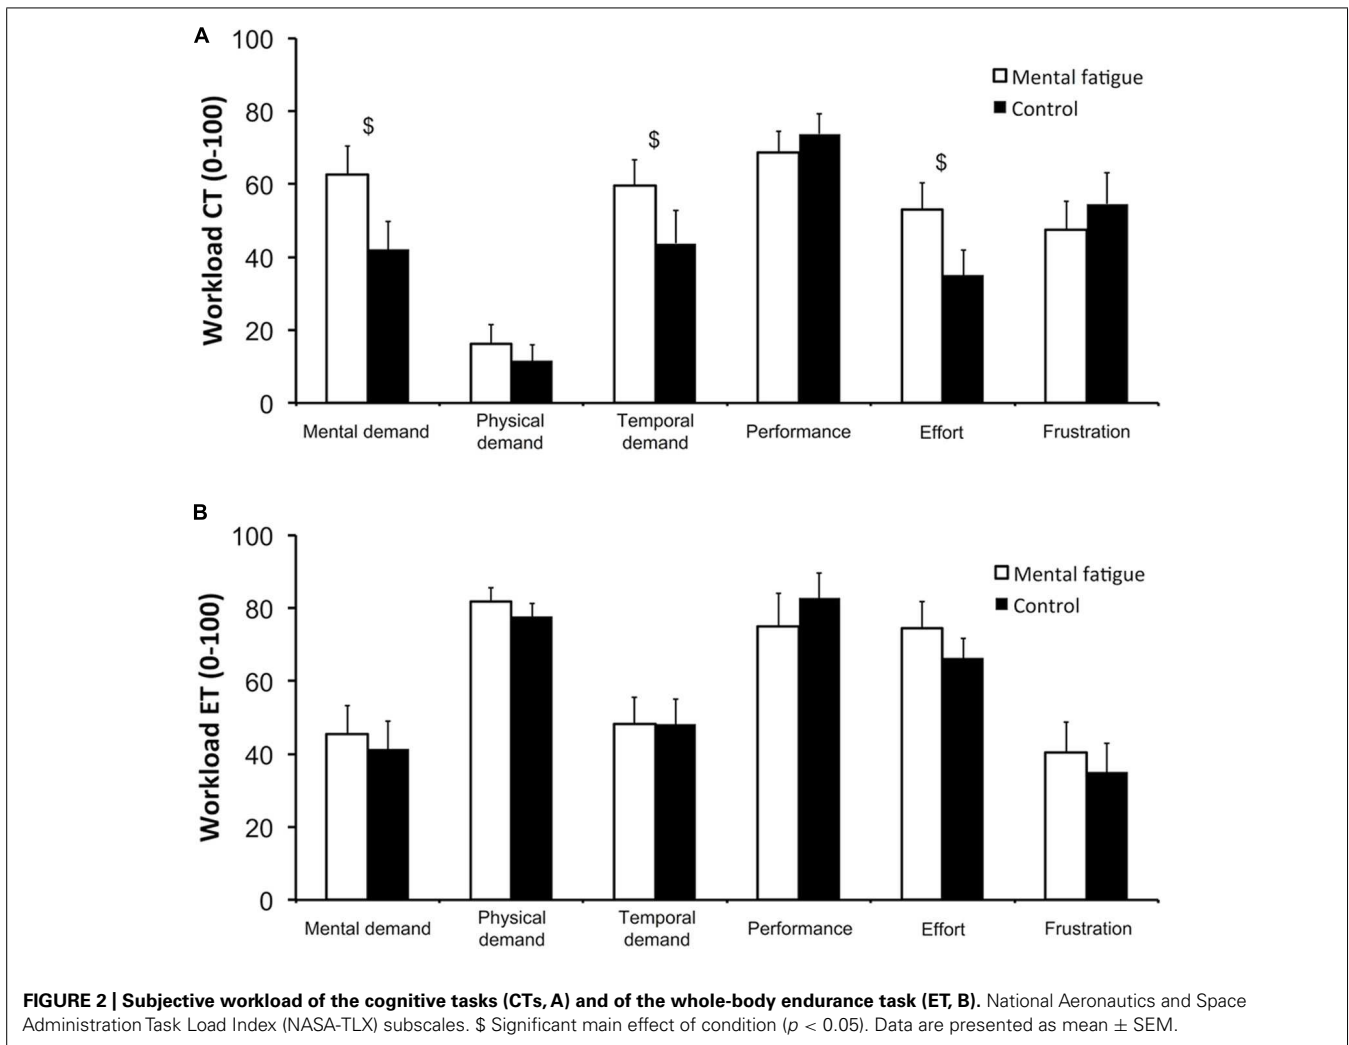 A
100
80
60
40
20
0
Workload CT (0-100)
Mental fatigue
Control
$
$
$
Mental demand
Physical
demand
Temporal
demand
Performance
Effort
Frustration
B
100
80
60
40
20
0
Workload ET (0-100)
Mental fatigue
Control
Mental demand
Physical
demand
Temporal
demand
Performance
Effort
Frustration
FIGURE 2 | Subjective workload of the cognitive tasks (CTs, A) and of the whole-body endurance task (ET, B). National Aeronautics and Space
Administration Task Load Index (NASA-TLX) subscales. $ Significant main effect of condition (p < 0.05). Data are presented as mean ± SEM.